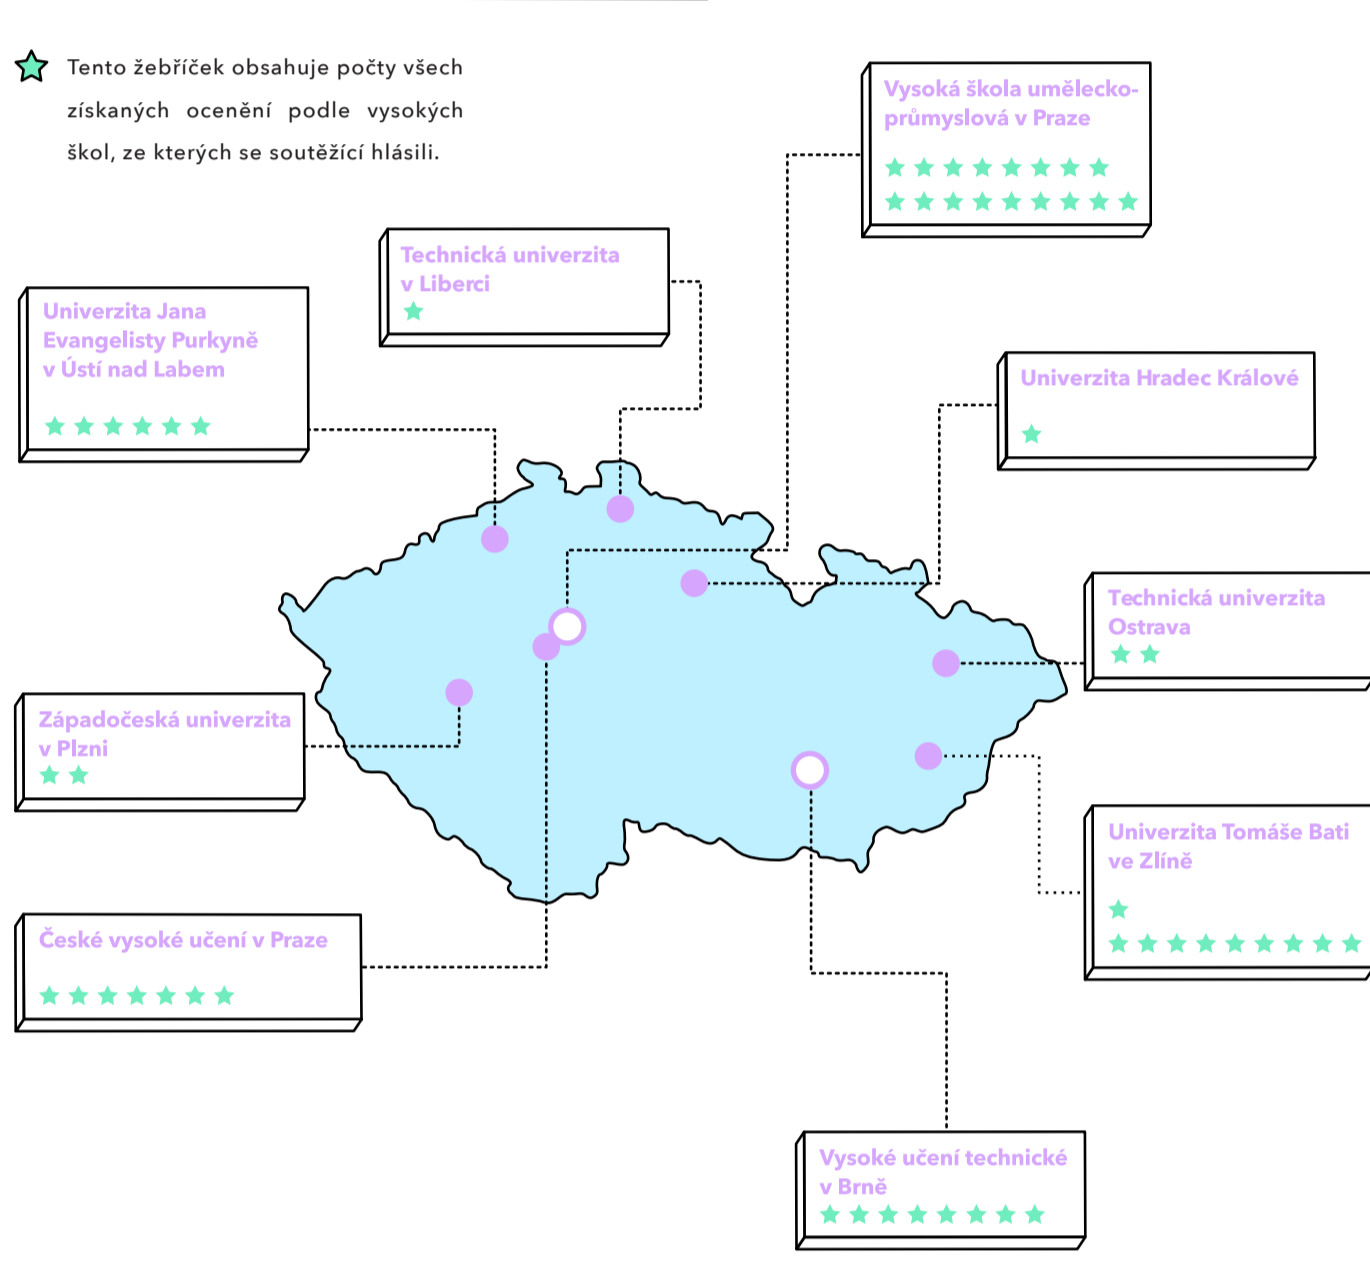 Tento žebříček obsahuje počty všech
získaných ocenění podle vysokých
škol, ze kterých se soutěžící hlásili.
Vysoká škola umělecko-
průmyslová v Praze
Technická univerzita
v Liberci
Univerzita Jana
Evangelisty Purkyně
v Ústí nad Labem
Univerzita Hradec Králové
Technická univerzita
Ostrava
Západočeská univerzita
v Plzni
Univerzita Tomáše Bati
ve Zlíně
České vysoké učení v Praze
Vysoké učení technické
v Brně